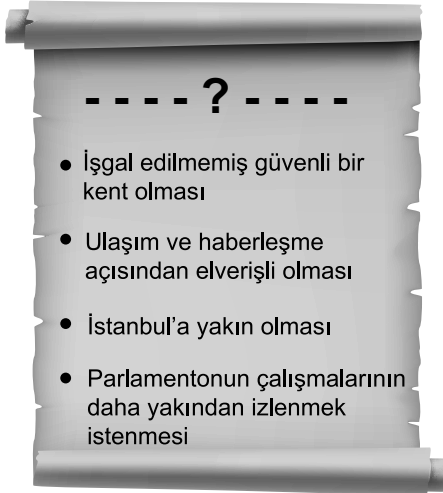 - - - - ? - - - -
• İşgal edilmemiş güvenli bir
kent olması
• Ulaşım ve haberleşme
açısından elverişli olması
• İstanbul'a yakın olması
• Parlamentonun çalışmalarının
daha yakından izlenmek
istenmesi